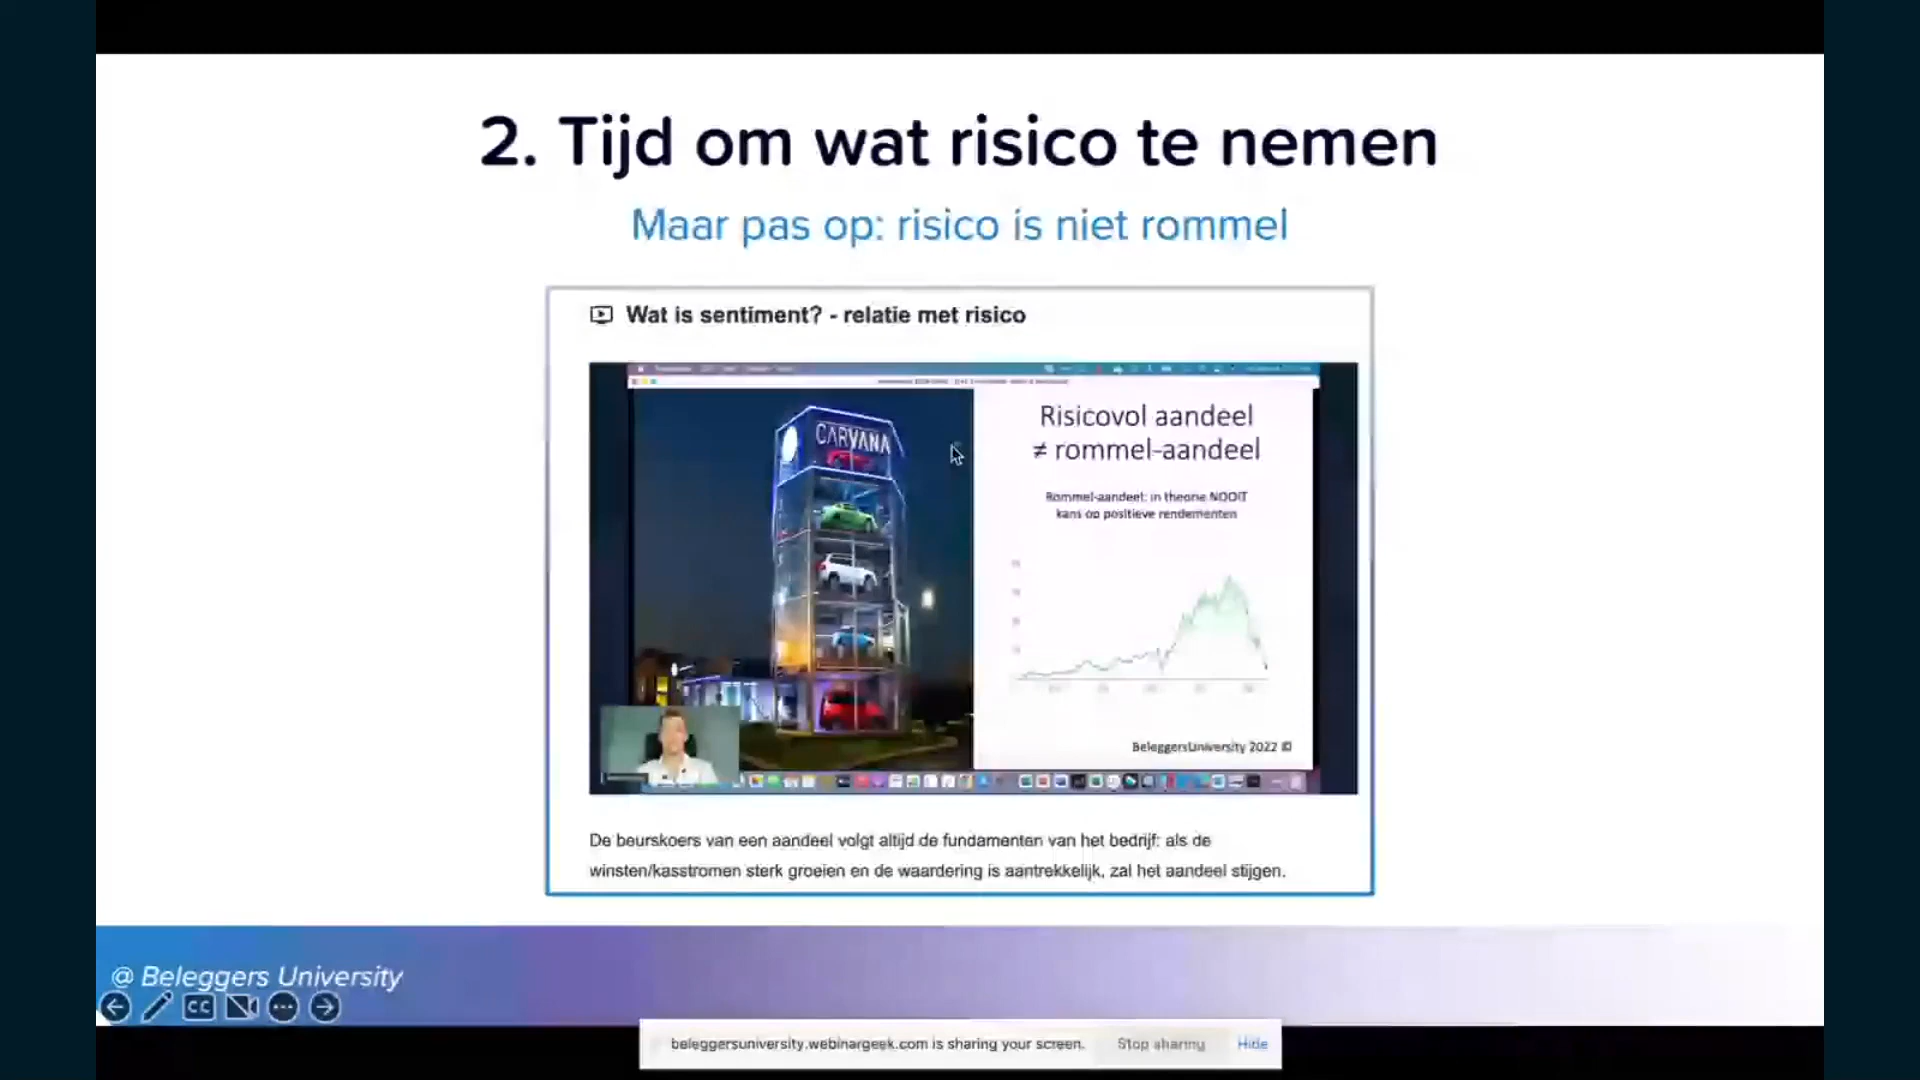 2. Tijd om wat risico te nemen
Maar pas op: risico is niet rommel
Wat is sentiment? - relatie met risico
CARVANA
Risicovol aandeel
≠ rommel-aandeel
Rommel-aandeel: in theorie NOOIT
kans op positieve rendementen
BeleggersUniversity 2022 ©
De beurskoers van een aandeel volgt altijd de fundamenten van het bedrijf: als de
winsten/kasstromen sterk groeien en de waardering is aantrekkelijk, zal het aandeel stijgen.
@ Beleggers University
CC
beleggersuniversity.webinargeek.com is sharing your screen.
Stop sharing
Hide